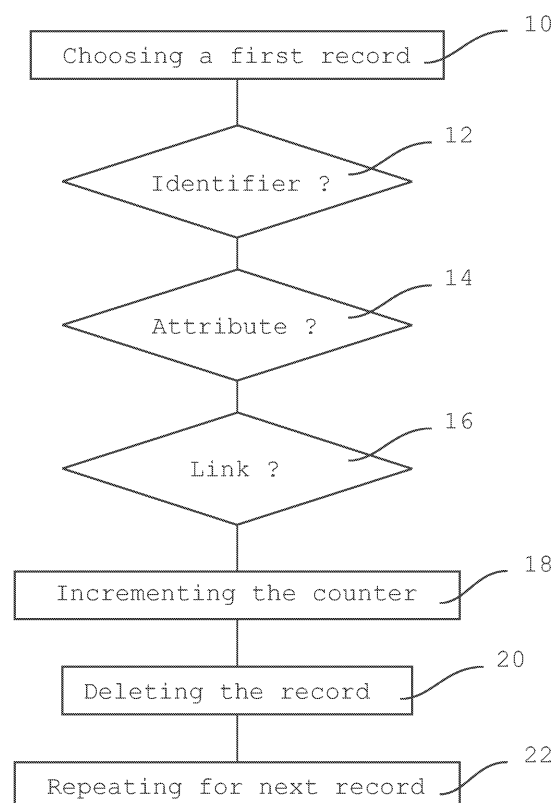 10
Choosing a first record
12
Identifier ?
14
Attribute ?
16
Link ?
18
Incrementing the counter
20
Deleting the record
22
Repeating for next record